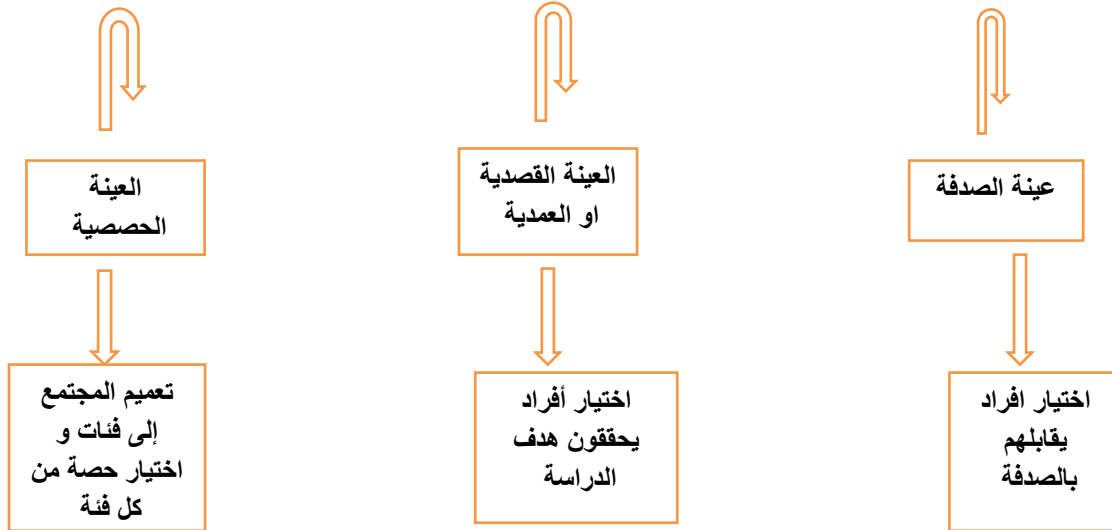 عينة الصدفة
العينة القصدية
او العمدية
العينة
الحصصية
اختيار افراد
يقابلهم
بالصدفة
اختيار أفراد
يحققون هدف
الدراسة
تعميم المجتمع
إلى فئات و
اختيار حصة من
كل فئة